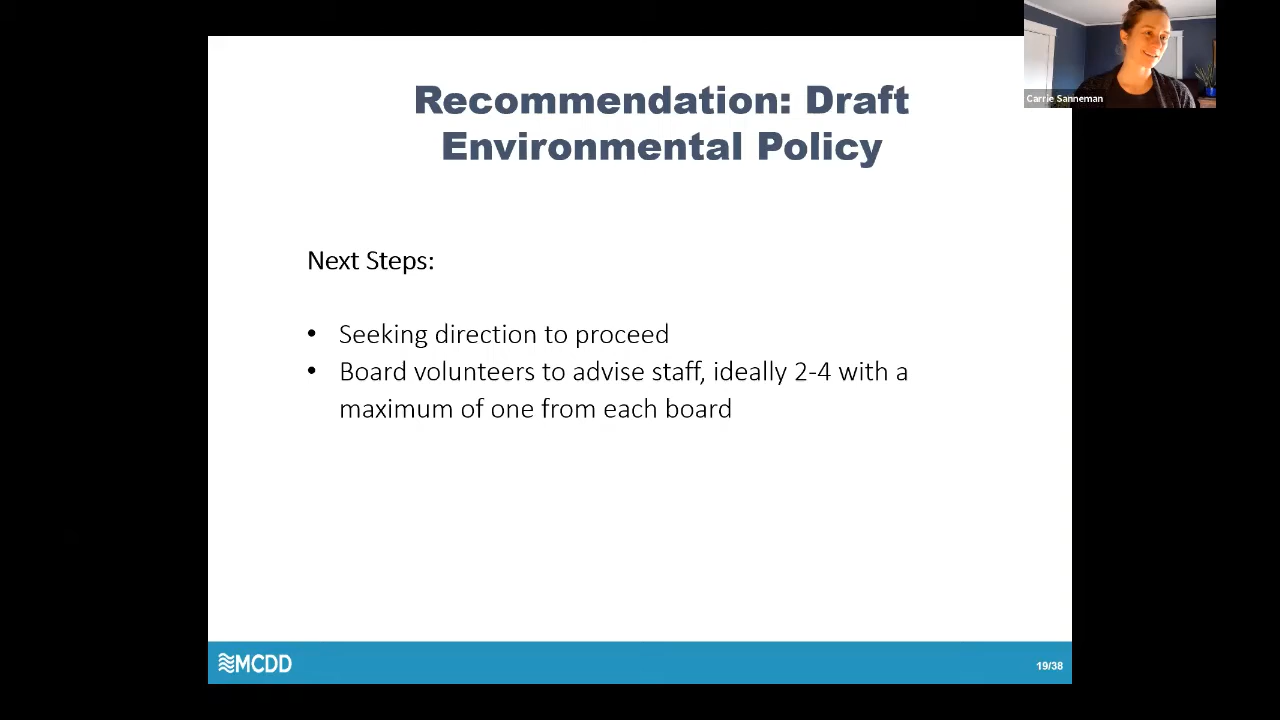 Recommendation: Draft
Environmental Policy
Carrie Sanneman
Next Steps:
• Seeking direction to proceed
• Board volunteers to advise staff, ideally 2-4 with a
maximum of one from each board
MCDD
19/38